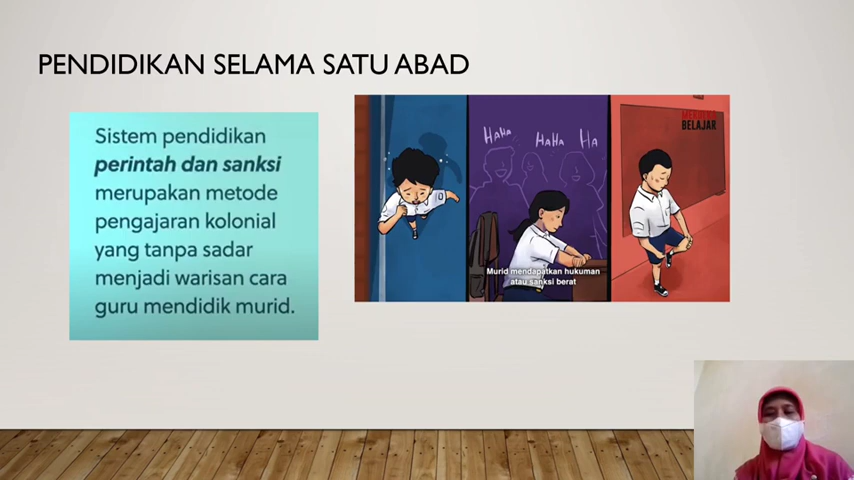 PENDIDIKAN SELAMA SATU ABAD
Sistem pendidikan
perintah dan sanksi
merupakan metode
pengajaran kolonial
yang tanpa sadar
menjadi warisan cara
guru mendidik murid.
HaHa
HaHa
Ha
MERDEKA
BELAJAR
Murid mendapatkan hukuman
atau sanksi berat